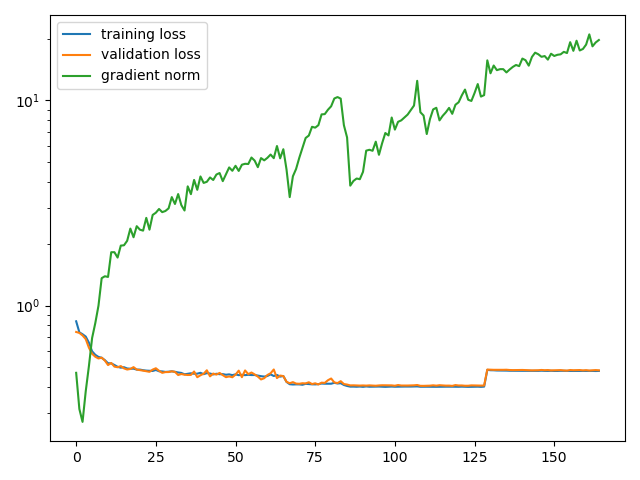 training loss
validation loss
gradient norm
10¹
10⁰
0 25 50 75 100 125 150